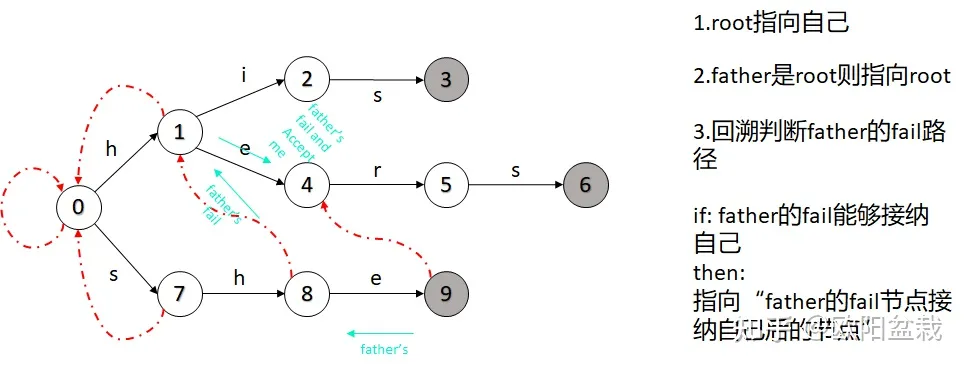 1.root指向自己
2.father是root则指向root
3.回溯判断father的fail路
径
if: father的fail能够接纳
自己
then:
指向“father的fail节点接
纳自己后的节点”
知乎 @欧阳盆栽
i
2
s
3
h
1
father's
fail and
Accept
me
e
4
r
5
s
6
0
father's
fail
s
7
h
8
e
9
father's